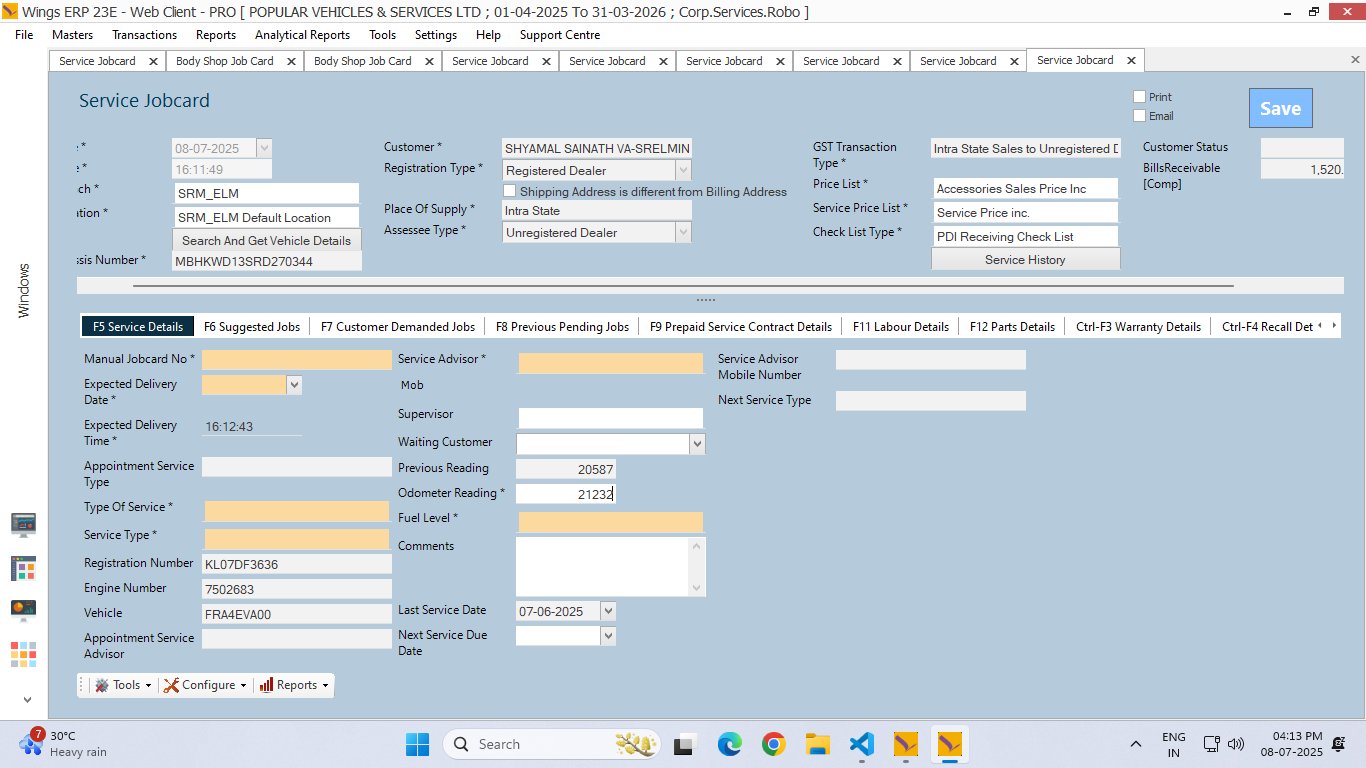 Wings ERP 23E - Web Client - PRO [ POPULAR VEHICLES & SERVICES LTD ; 01-04-2025 To 31-03-2026 ; Corp.Services.Robo ]
File Masters Transactions Reports Analytical Reports Tools Settings Help Support Centre
Service Jobcard Body Shop Job Card Body Shop Job Card Service Jobcard Service Jobcard Service Jobcard Service Jobcard Service Jobcard Service Jobcard
Service Jobcard
Print
Email
Save
* 08-07-2025
* 16:11:49
ch * SRM_ELM
ation * SRM_ELM Default Location
Search And Get Vehicle Details
ssis Number * MBHKWD13SRD270344
Customer * SHYAMAL SAINATH VA-SRELMIN
Registration Type * Registered Dealer
Shipping Address is different from Billing Address
Place Of Supply * Intra State
Assessee Type * Unregistered Dealer
GST Transaction Type * Intra State Sales to Unregistered D
Price List * Accessories Sales Price Inc
Service Price List * Service Price inc.
Check List Type * PDI Receiving Check List
Service History
Customer Status
BillsReceivable [Comp] 1,520.
Windows
F5 Service Details F6 Suggested Jobs F7 Customer Demanded Jobs F8 Previous Pending Jobs F9 Prepaid Service Contract Details F11 Labour Details F12 Parts Details Ctrl-F3 Warranty Details Ctrl-F4 Recall Det
Manual Jobcard No *
Expected Delivery Date *
Expected Delivery Time * 16:12:43
Appointment Service Type
Type Of Service *
Service Type *
Registration Number KL07DF3636
Engine Number 7502683
Vehicle FRA4EVA00
Appointment Service Advisor
Service Advisor *
Mob
Supervisor
Waiting Customer
Previous Reading 20587
Odometer Reading * 21232
Fuel Level *
Comments
Last Service Date 07-06-2025
Next Service Due Date
Service Advisor Mobile Number
Next Service Type
Tools Configure Reports
7
30°C
Heavy rain
Search
ENG
IN
04:13 PM
08-07-2025